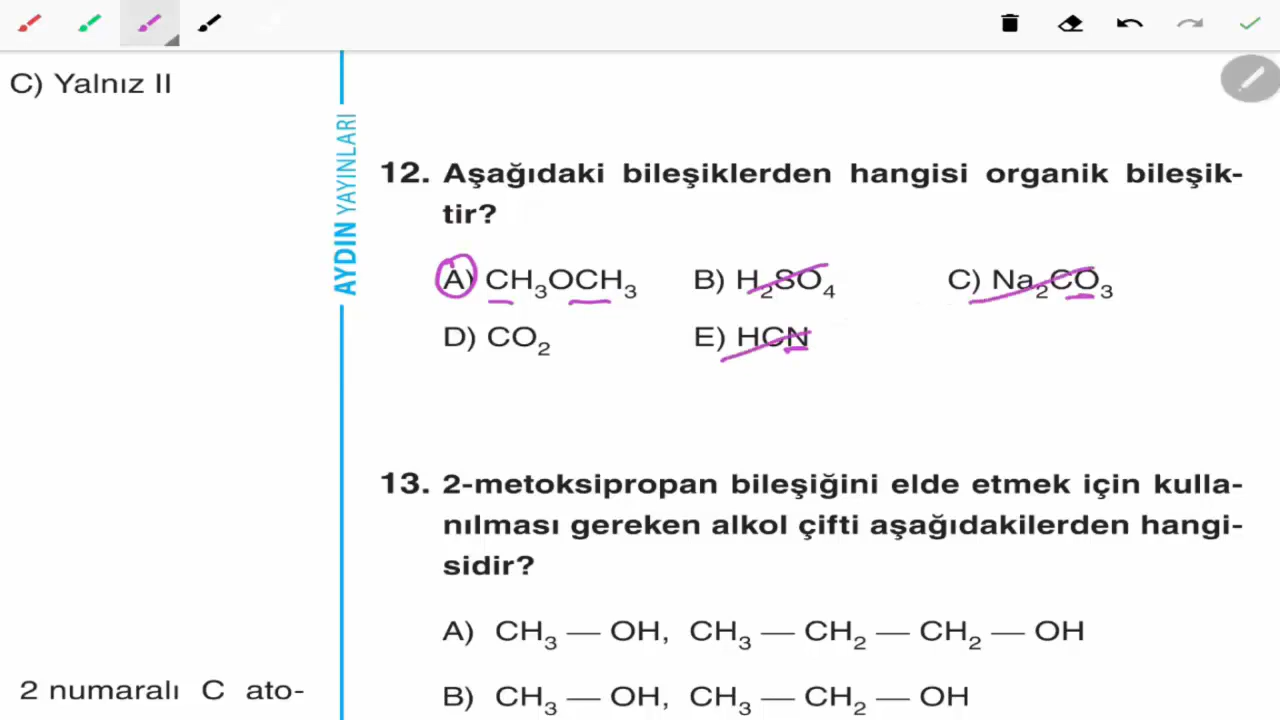 C) Yalnız II
AYDIN YAYINLARI
12. Aşağıdaki bileşiklerden hangisi organik bileşik-
tir?
A) CH₃OCH₃ B) H₂SO₄ C) Na₂CO₃
D) CO₂ E) HCN
13. 2-metoksipropan bileşiğini elde etmek için kulla-
nılması gereken alkol çifti aşağıdakilerden hangi-
sidir?
A) CH₃ — OH, CH₃ — CH₂ — CH₂ — OH
2 numaralı C ato-
B) CH₃ — OH, CH₃ — CH₂ — OH